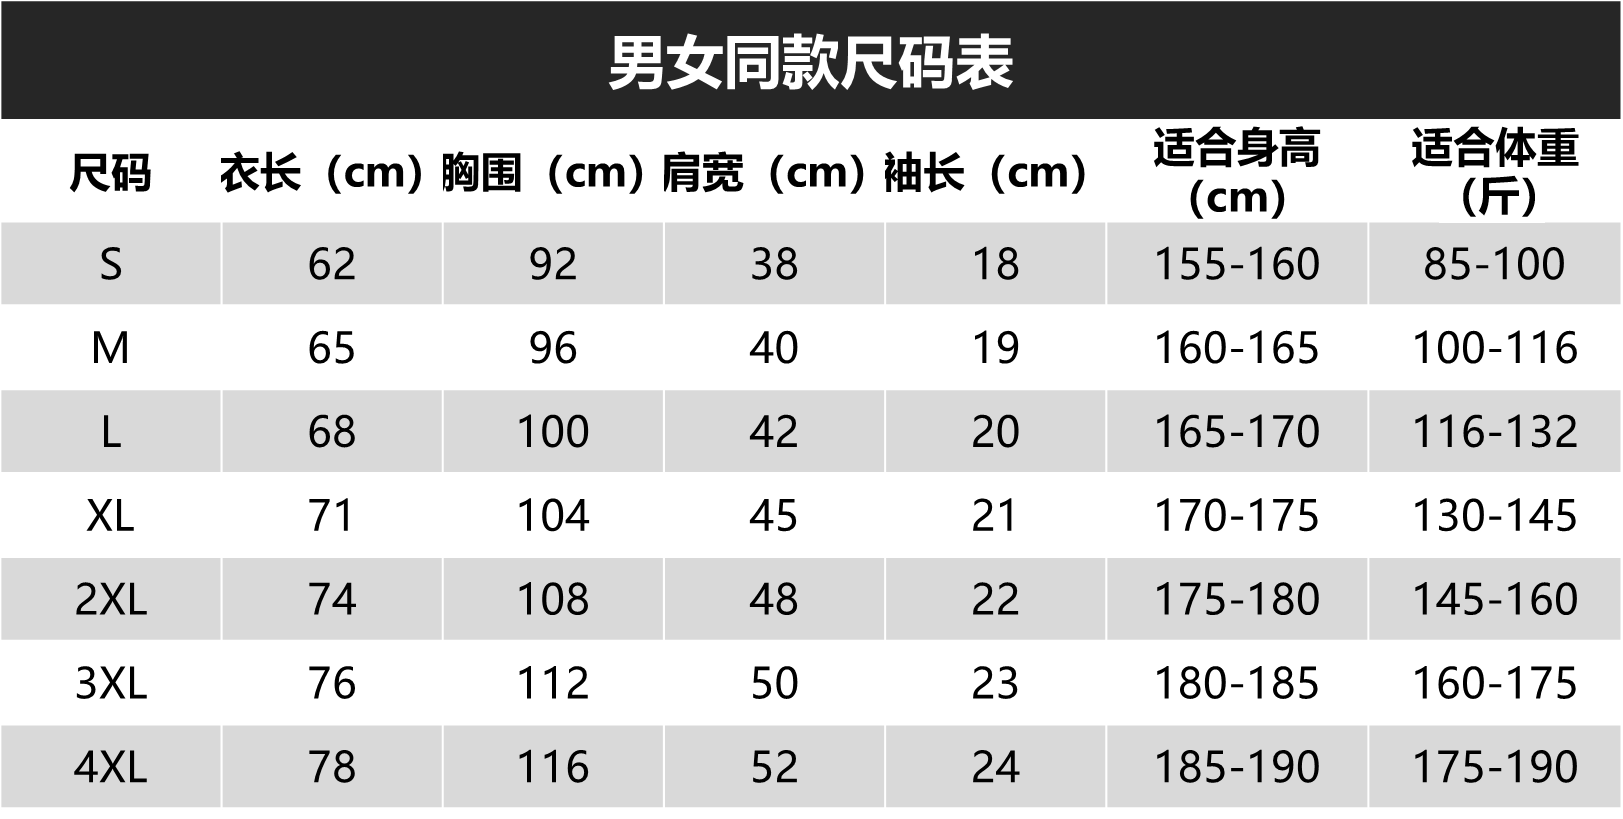 男女同款尺码表
尺码 衣长（cm） 胸围（cm） 肩宽（cm） 袖长（cm） 适合身高（cm） 适合体重（斤）
S 62 92 38 18 155-160 85-100
M 65 96 40 19 160-165 100-116
L 68 100 42 20 165-170 116-132
XL 71 104 45 21 170-175 130-145
2XL 74 108 48 22 175-180 145-160
3XL 76 112 50 23 180-185 160-175
4XL 78 116 52 24 185-190 175-190